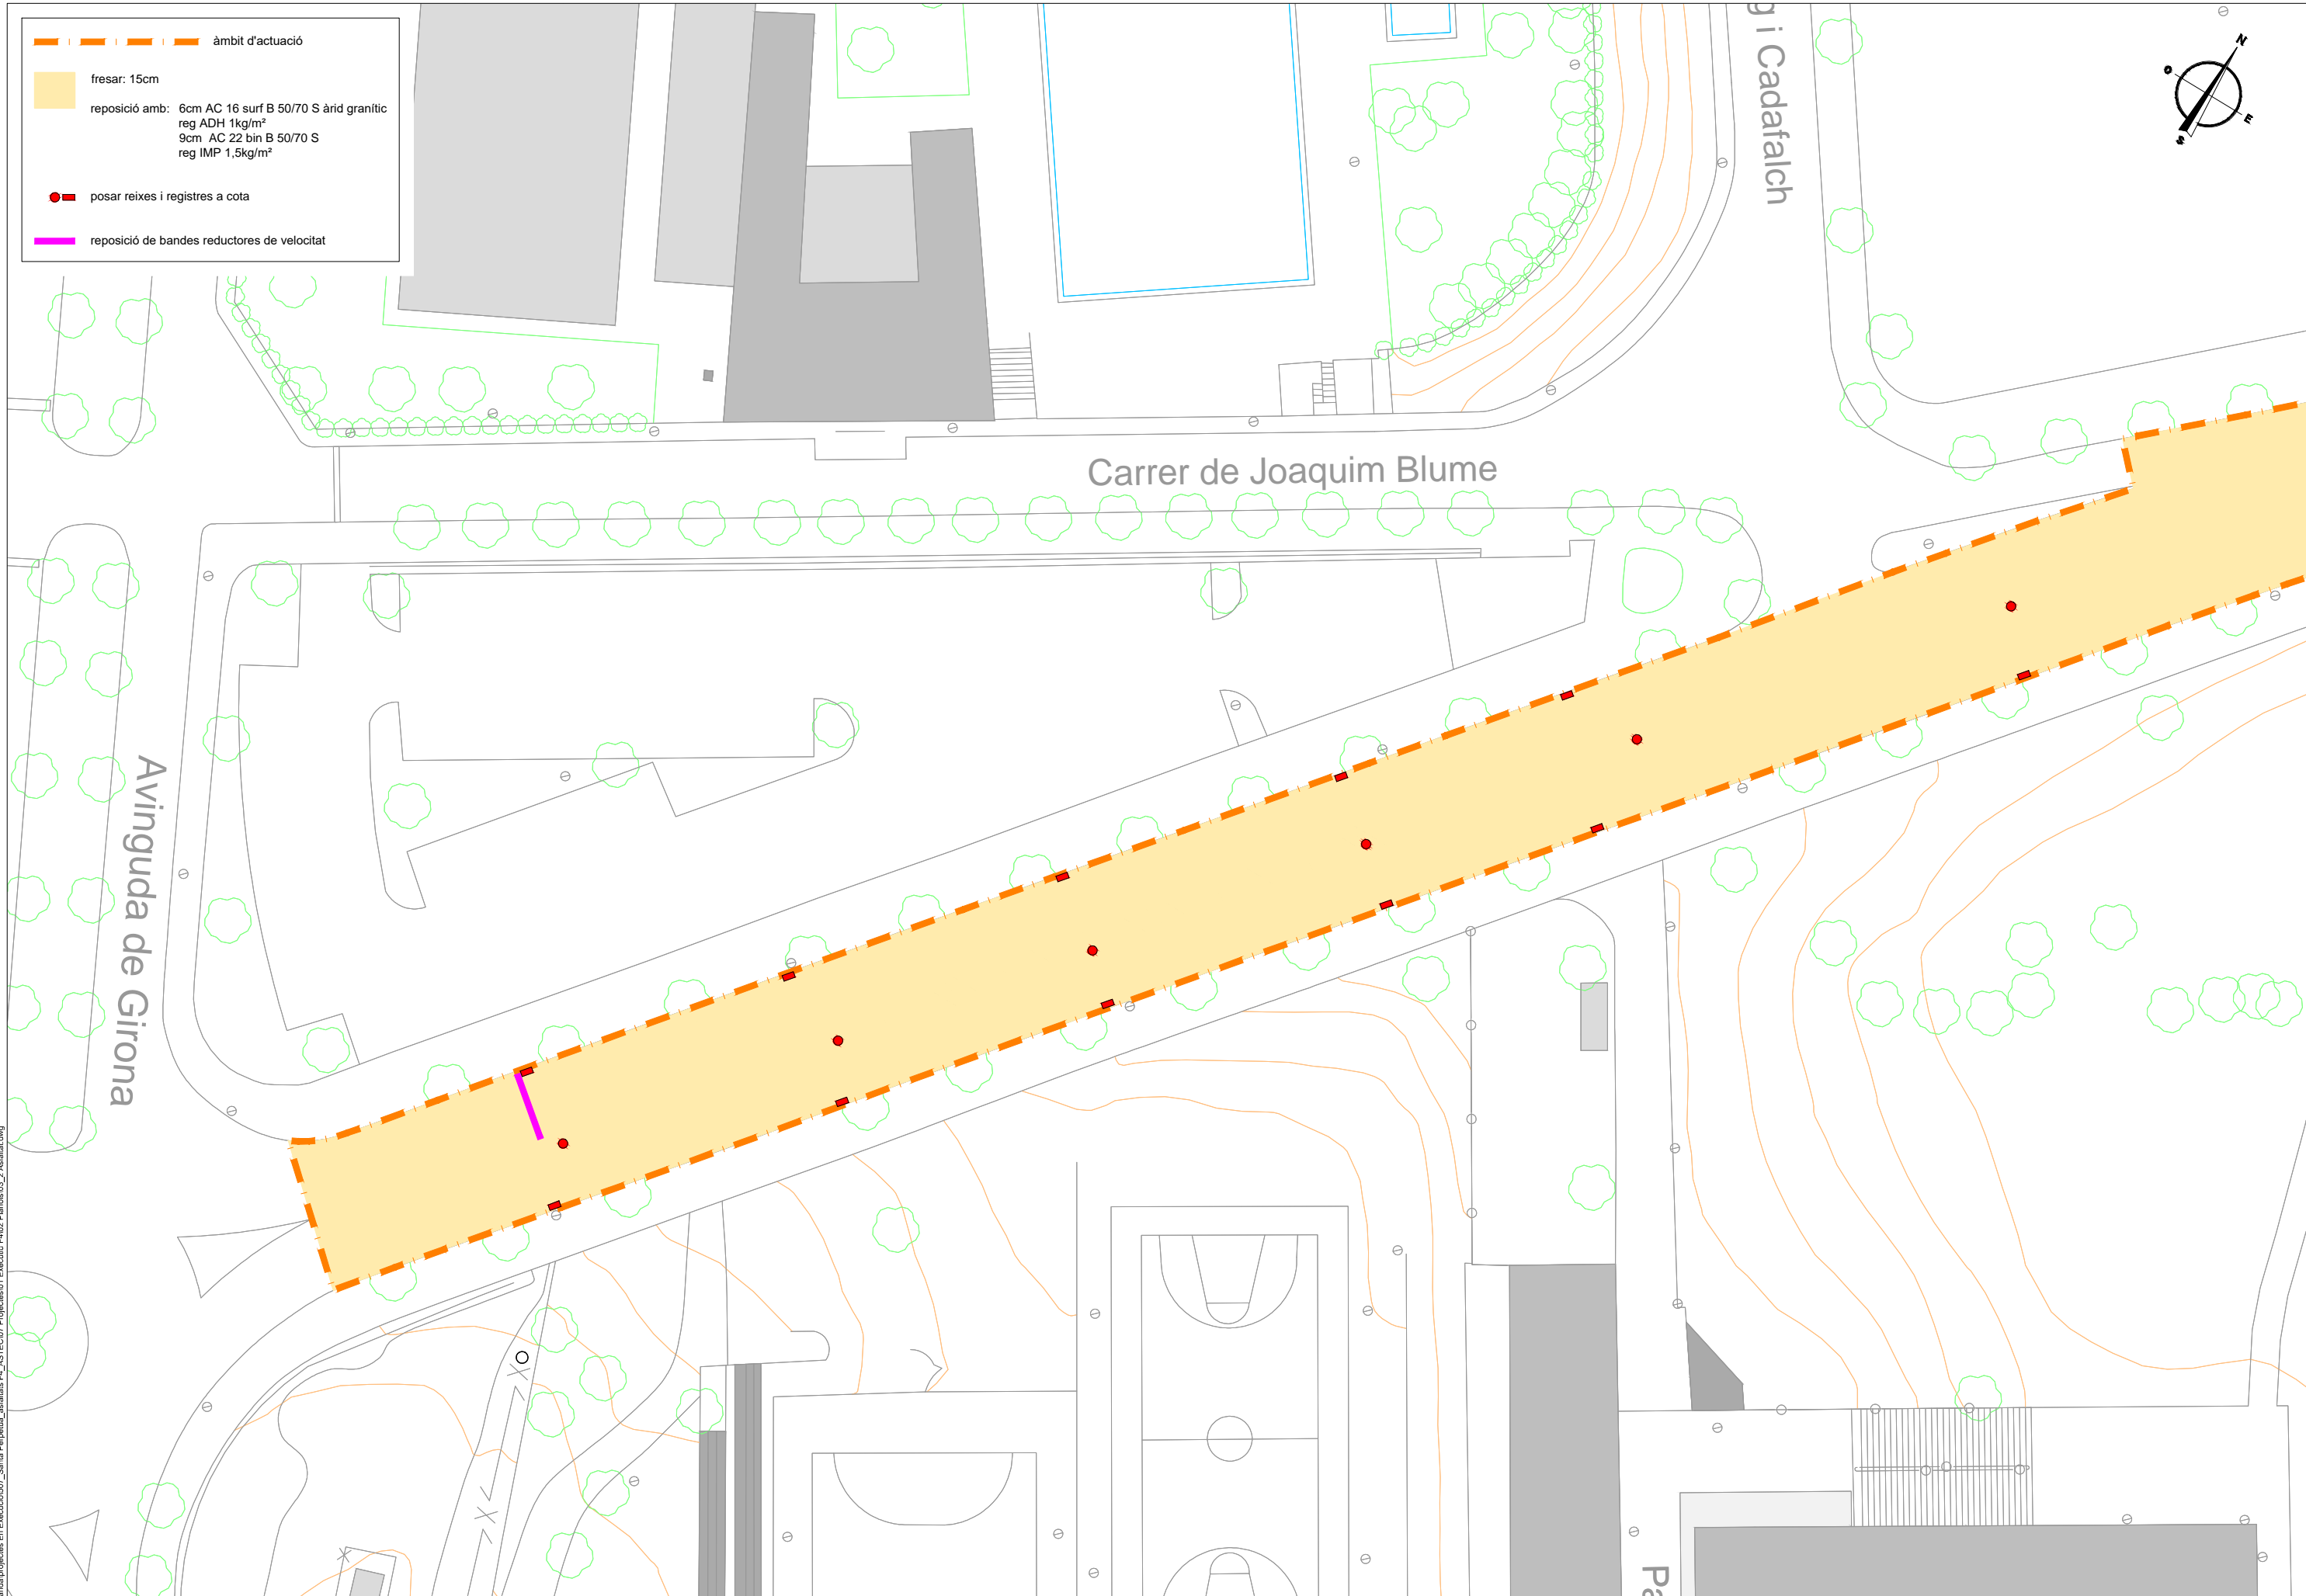 àmbit d'actuació
fresar: 15cm
reposició amb: 6cm AC 16 surf B 50/70 S àrid granític
reg ADH 1kg/m²
9cm AC 22 bin B 50/70 S
reg IMP 1,5kg/m²
posar reixes i registres a cota
reposició de bandes reductores de velocitat
g i Cadafalch
N
O
E
S
Carrer de Joaquim Blume
Avinguda de Girona
Pa